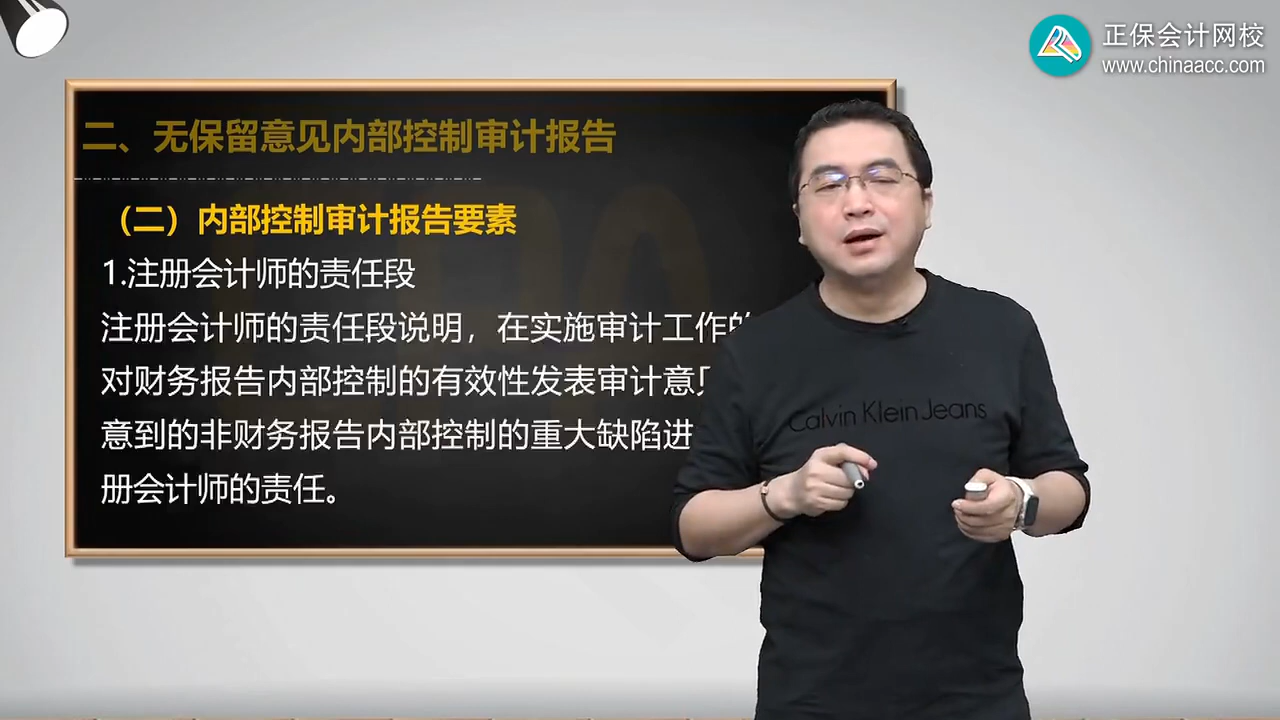 正保会计网校
www.chinaacc.com
二、无保留意见内部控制审计报告
（二）内部控制审计报告要素
1.注册会计师的责任段
注册会计师的责任段说明，在实施审计工作的
对财务报告内部控制的有效性发表审计意
意到的非财务报告内部控制的重大缺陷进
册会计师的责任。
Calvin Klein Jeans